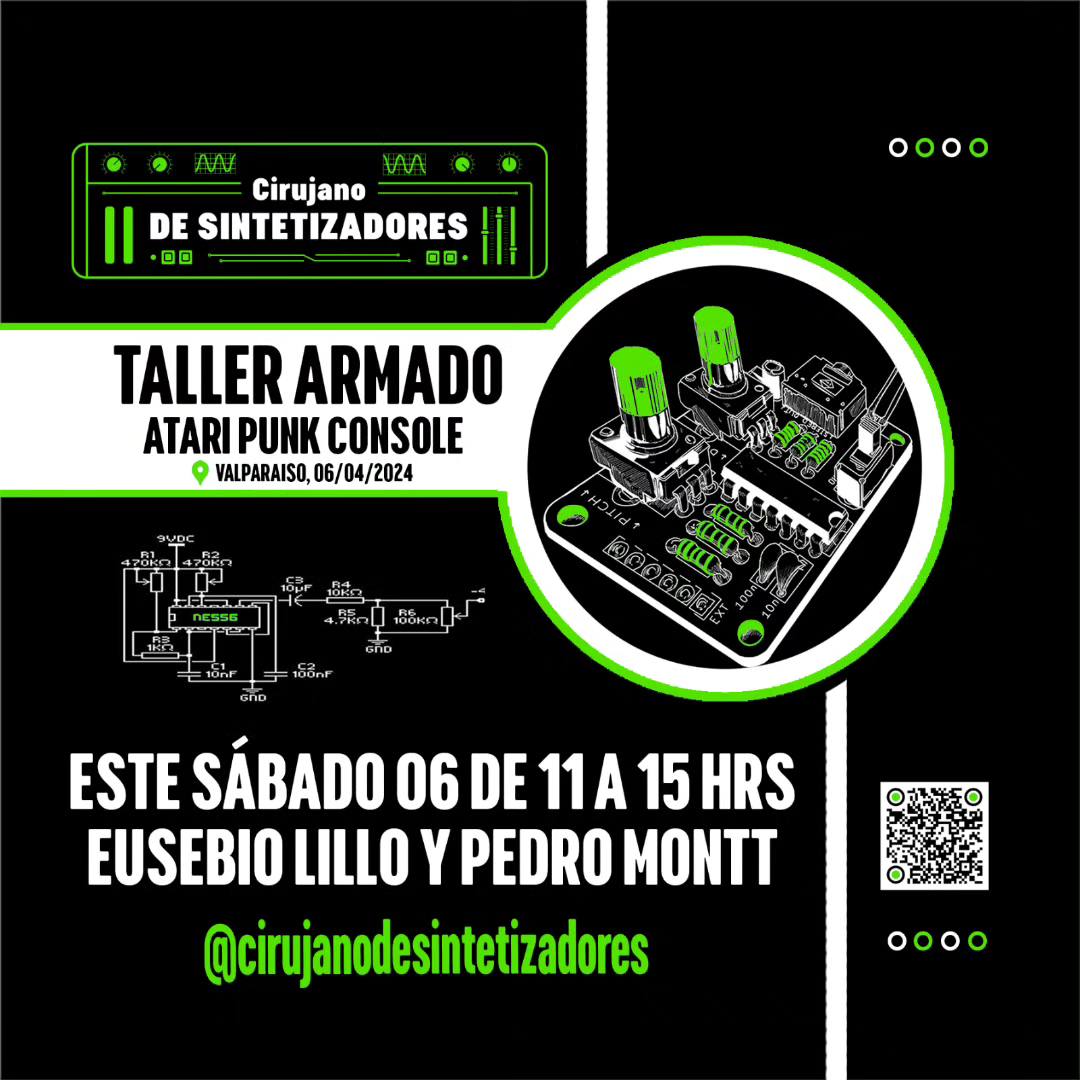 Cirujano
DE SINTETIZADORES
TALLER ARMADO
ATARI PUNK CONSOLE
VALPARAISO, 06/04/2024
↓PITCH↑
EXT
100n
10n
9VDC
R1
470KΩ
R2
470KΩ
NE556
C3
10µF
R4
10KΩ
R5
4.7KΩ
R6
100KΩ
GND
R3
1KΩ
C1
10nF
C2
100nF
GND
ESTE SÁBADO 06 DE 11 A 15 HRS
EUSEBIO LILLO Y PEDRO MONTT
@cirujanodesintetizadores